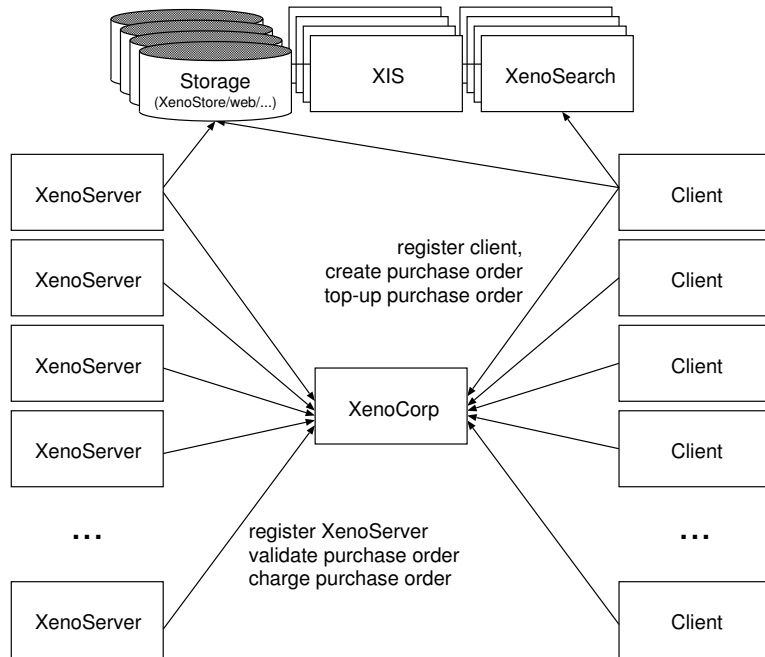 Storage
(XenoStore/web/...)
XIS
XenoSearch
XenoServer
Client
register client,
create purchase order
top-up purchase order
XenoServer
Client
XenoServer
Client
XenoCorp
XenoServer
Client
...
...
register XenoServer
validate purchase order
charge purchase order
XenoServer
Client